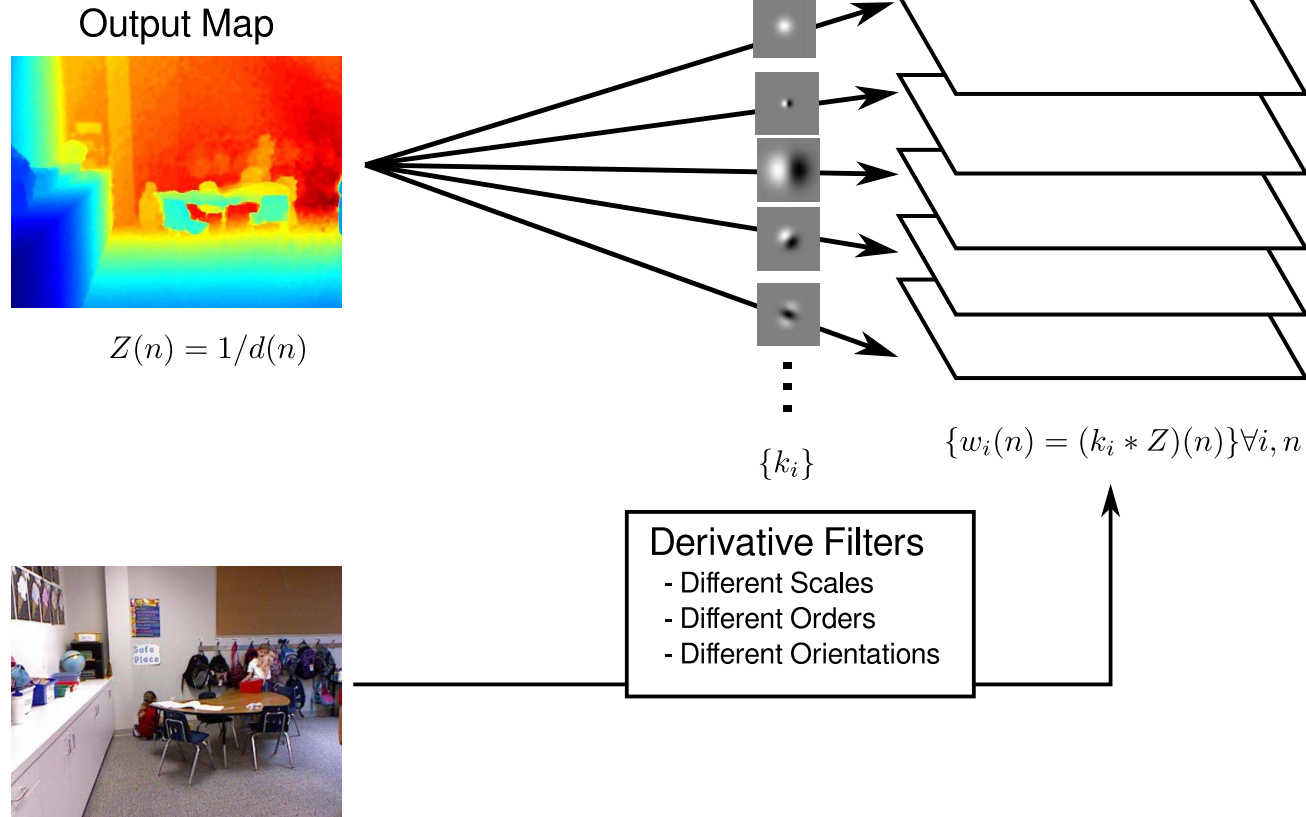 Output Map
Z(n) = 1/d(n)
{k_i}
{w_i(n) = (k_i * Z)(n)}∀i, n
Derivative Filters
- Different Scales
- Different Orders
- Different Orientations
Safe
Place